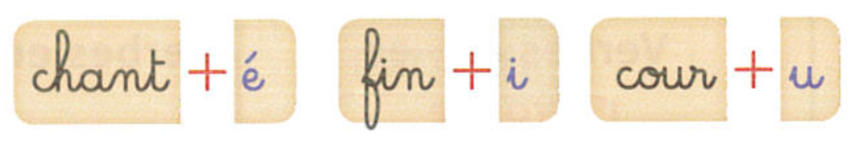 chant + é fin + i cour + u